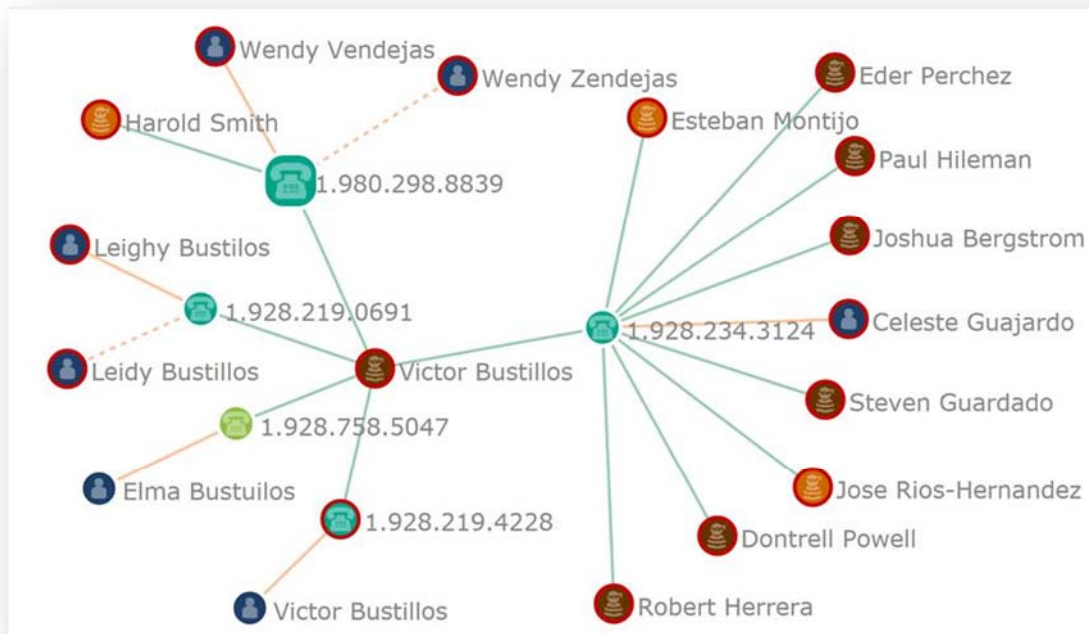 Wendy Vendejas
Wendy Zendejas
Harold Smith
1.980.298.8839
Leighy Bustilos
1.928.219.0691
Leidy Bustillos
Victor Bustillos
1.928.758.5047
Elma Bustuilos
1.928.219.4228
Victor Bustillos
Eder Perchez
Esteban Montijo
Paul Hileman
Joshua Bergstrom
Celeste Guajardo
1.928.234.3124
Steven Guardado
Jose Rios-Hernandez
Dontrell Powell
Robert Herrera